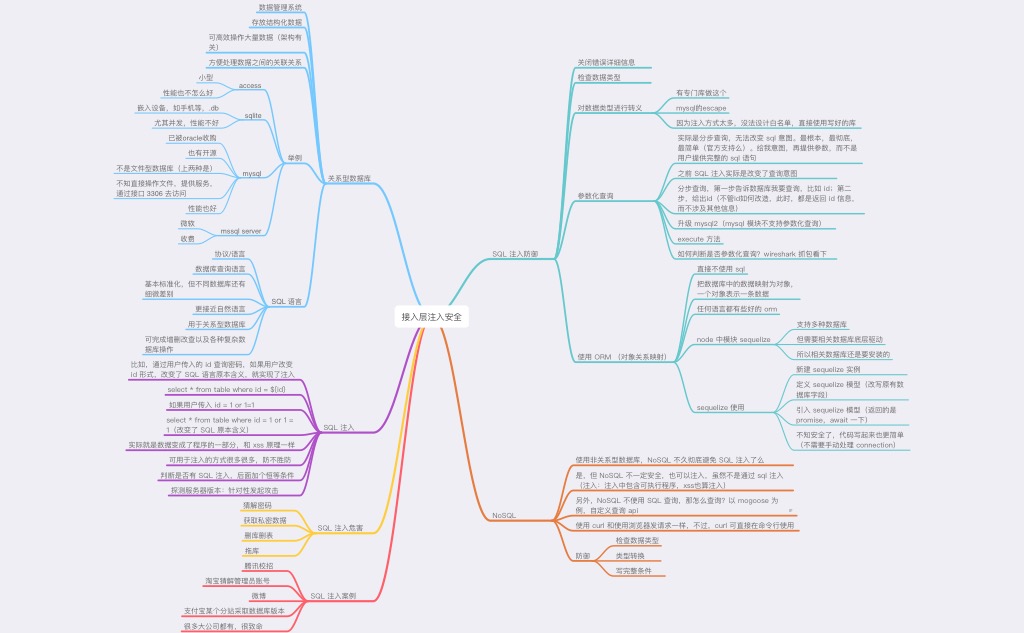 接入层注入安全
关系型数据库
数据管理系统
存放结构化数据
可高效操作大量数据（架构有
关）
方便处理数据之间的关联关系
举例
access
小型
性能也不怎么好
sqlite
嵌入设备，如手机等，.db
尤其并发，性能不好
mysql
已被oracle收购
也有开源
不是文件型数据库（上两种是）
不知直接操作文件，提供服务，
通过接口 3306 去访问
性能也好
mssql server
微软
收费
SQL 语言
协议/语言
数据库查询语言
基本标准化，但不同数据库还有
细微差别
更接近自然语言
用于关系型数据库
可完成增删改查以及各种复杂数
据库操作
SQL 注入
比如，通过用户传入的 id 查询密码，如果用户改变
id 形式，改变了 SQL 语言原本含义，就实现了注入
select * from table where id = ${id}
如果用户传入 id = 1 or 1=1
select * from table where id = 1 or 1 =
1（改变了 SQL 原本含义）
实际就是数据变成了程序的一部分，和 xss 原理一样
可用于注入的方式很多很多，防不胜防
判断是否有 SQL 注入，后面加个恒等条件
探测服务器版本：针对性发起攻击
SQL 注入危害
猜解密码
获取私密数据
删库删表
拖库
SQL 注入案例
腾讯校招
淘宝猜解管理员账号
微博
支付宝某个分站采取数据库版本
很多大公司都有，很致命
SQL 注入防御
关闭错误详细信息
检查数据类型
对数据类型进行转义
有专门库做这个
mysql的escape
因为注入方式太多，没法设计白名单，直接使用写好的库
参数化查询
实际是分步查询，无法改变 sql 意图，最根本，最彻底，
最简单（官方支持么），给我意图，再提供参数，而不是
用户提供完整的 sql 语句
之前 SQL 注入实际是改变了查询意图
分步查询，第一步告诉数据库我要查询，比如 id；第二
步，给出id（不管id如何改造，此时，都是返回 id 信息，
而不涉及其他信息）
升级 mysql2（mysql 模块不支持参数化查询）
execute 方法
如何判断是否参数化查询？wireshark 抓包看下
使用 ORM （对象关系映射）
直接不使用 sql
把数据库中的数据映射为对象，
一个对象表示一条数据
任何语言都有些好的 orm
node 中模块 sequelize
支持多种数据库
但需要相关数据库底层驱动
所以相关数据库还是要安装的
sequelize 使用
新建 sequelize 实例
定义 sequelize 模型（改写原有数
据库字段）
引入 sequelize 模型（返回的是
promise，await 一下）
不知安全了，代码写起来也更简单
（不需要手动处理 connection）
NoSQL
使用非关系型数据库，NoSQL 不久彻底避免 SQL 注入了么
是，但 NoSQL 不一定安全，也可以注入，虽然不是通过 sql 注入
（注入：注入中包含可执行程序，xss也算注入）
另外，NoSQL 不使用 SQL 查询，那怎么查询？以 mogoose 为
例，自定义查询 api
使用 curl 和使用浏览器发请求一样，不过，curl 可直接在命令行使用
防御
检查数据类型
类型转换
写完整条件